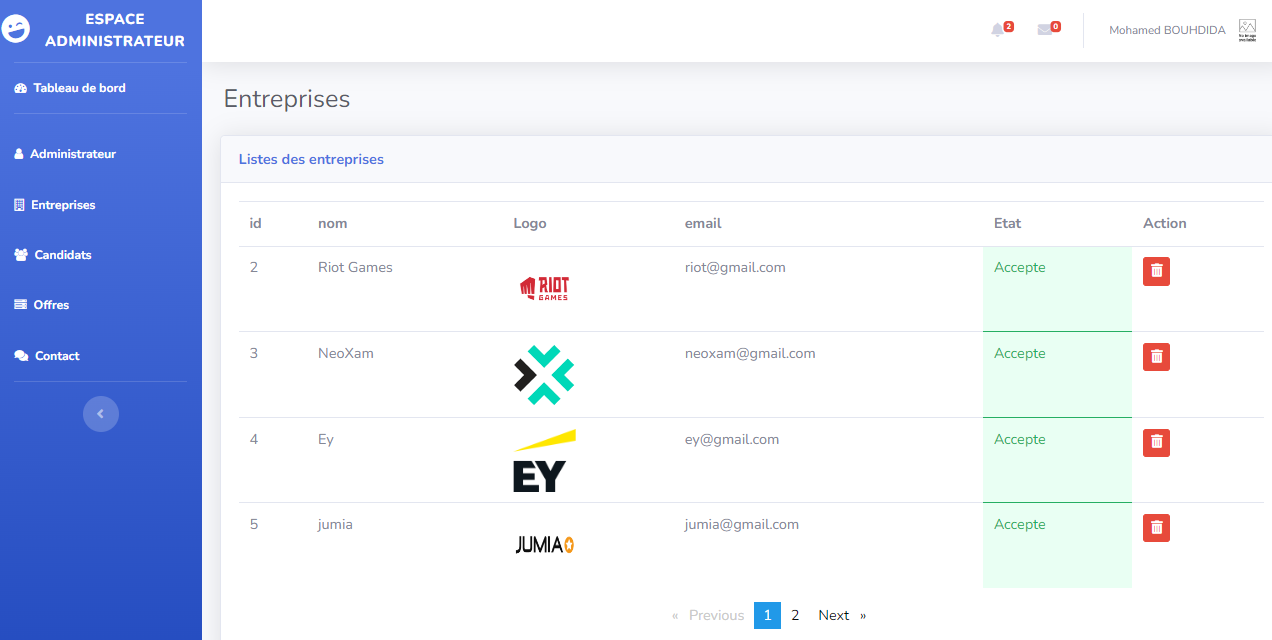 ESPACE
ADMINISTRATEUR
Tableau de bord
Administrateur
Entreprises
Candidats
Offres
Contact
2
0
Mohamed BOUHDIDA
No image
available
Entreprises
Listes des entreprises
id nom Logo email Etat Action
2 Riot Games RIOT GAMES riot@gmail.com Accepte
3 NeoXam neoxam@gmail.com Accepte
4 Ey EY ey@gmail.com Accepte
5 jumia JUMIA jumia@gmail.com Accepte
« Previous 1 2 Next »